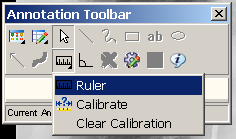 Annotation Toolbar
ab
Current An
Ruler
Calibrate
Clear Calibration